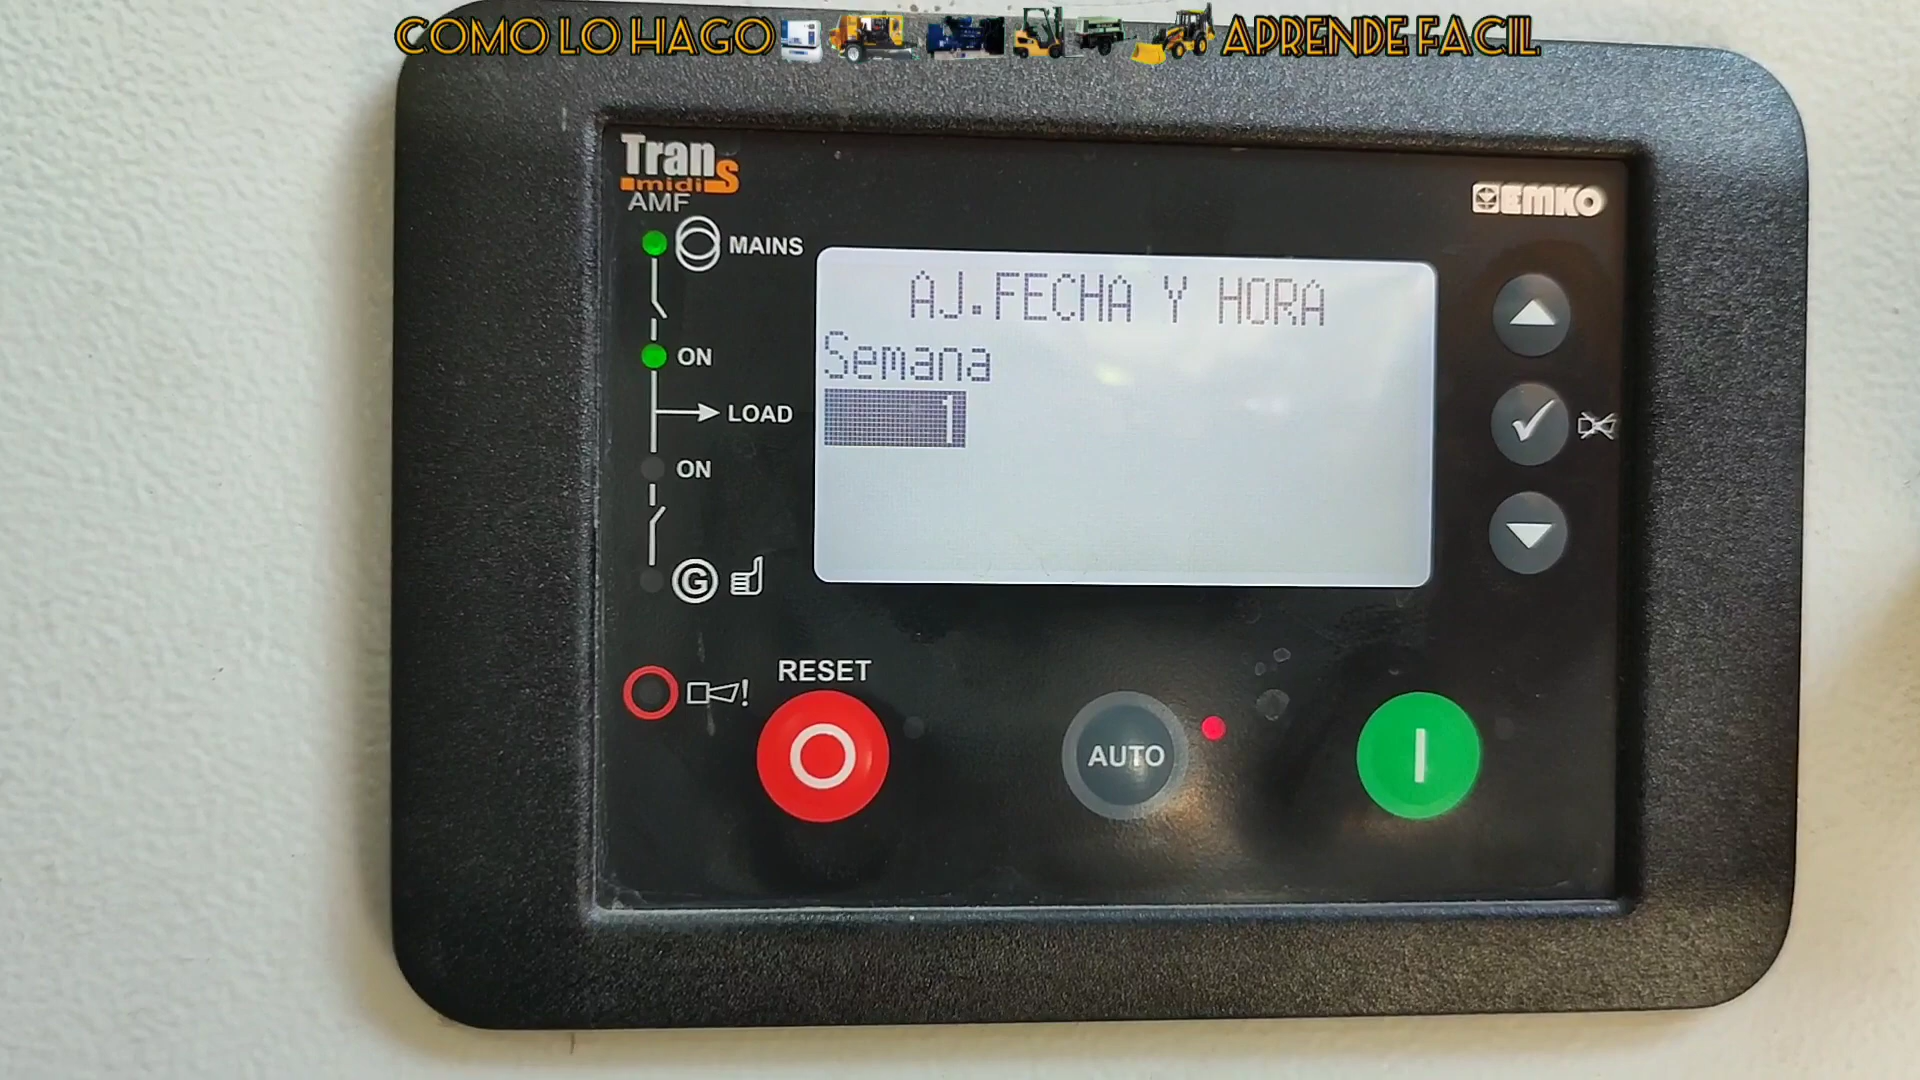 COMO LO HAGO APRENDE FACIL
Trans
midi
AMF
EMKO
MAINS
AJ.FECHA Y HORA
Semana
1
ON
LOAD
ON
G
RESET
AUTO